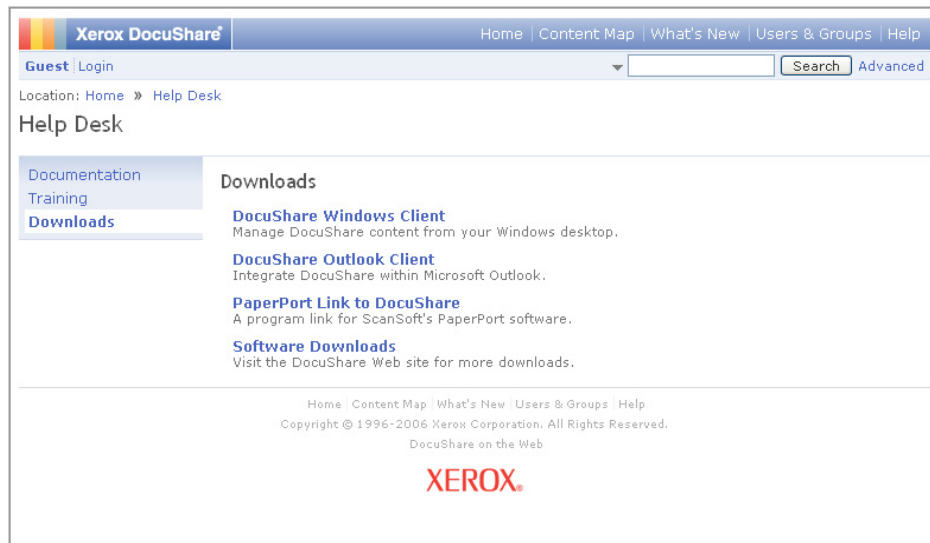 Xerox DocuShare® Home | Content Map | What's New | Users & Groups | Help
Guest | Login Search Advanced
Location: Home » Help Desk
Help Desk
Documentation
Training
Downloads
Downloads
DocuShare Windows Client
Manage DocuShare content from your Windows desktop.
DocuShare Outlook Client
Integrate DocuShare within Microsoft Outlook.
PaperPort Link to DocuShare
A program link for ScanSoft's PaperPort software.
Software Downloads
Visit the DocuShare Web site for more downloads.
Home | Content Map | What's New | Users & Groups | Help
Copyright © 1996-2006 Xerox Corporation. All Rights Reserved.
DocuShare on the Web
XEROX®